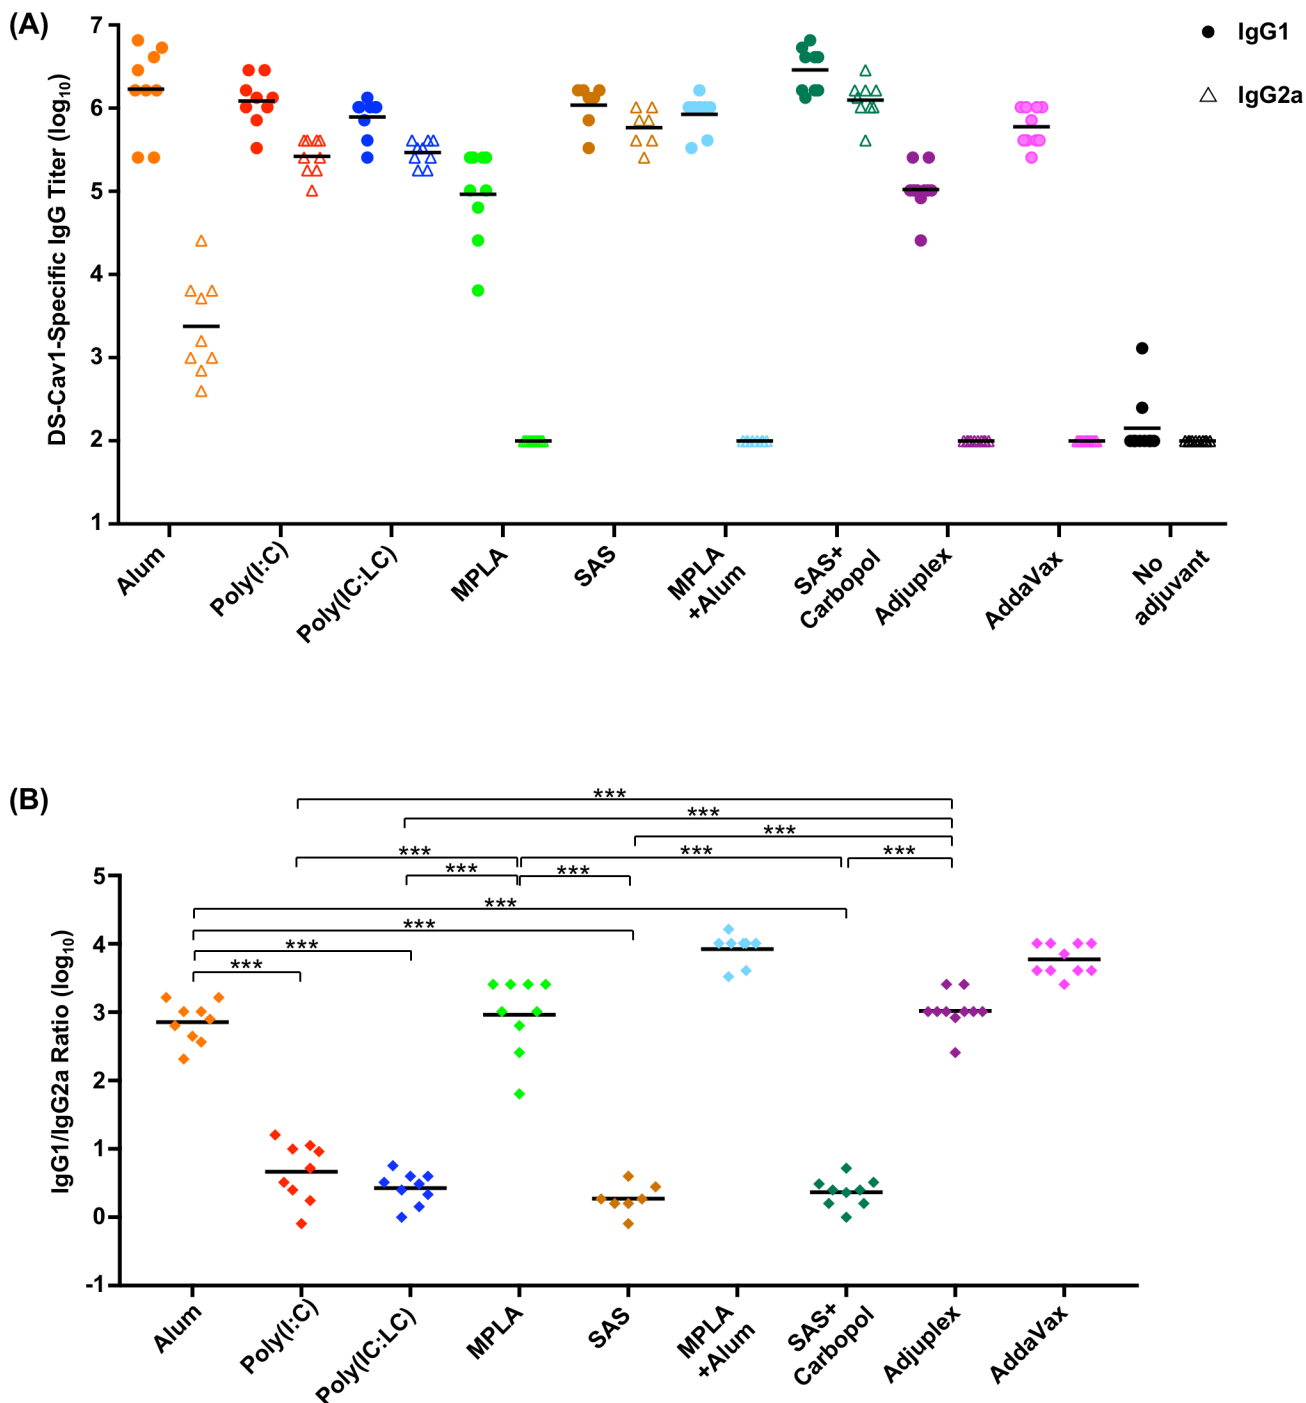 (A)
DS-Cav1-Specific IgG Titer (log10)
7
6
5
4
3
2
1
IgG1
IgG2a
Alum
Poly(I:C)
Poly(IC:LC)
MPLA
SAS
MPLA
+Alum
SAS+
Carbopol
Adjuplex
AddaVax
No
adjuvant
(B)
IgG1/IgG2a Ratio (log10)
5
4
3
2
1
0
-1
***
***
***
***
***
***
***
***
***
***
***
***
Alum
Poly(I:C)
Poly(IC:LC)
MPLA
SAS
MPLA
+Alum
SAS+
Carbopol
Adjuplex
AddaVax